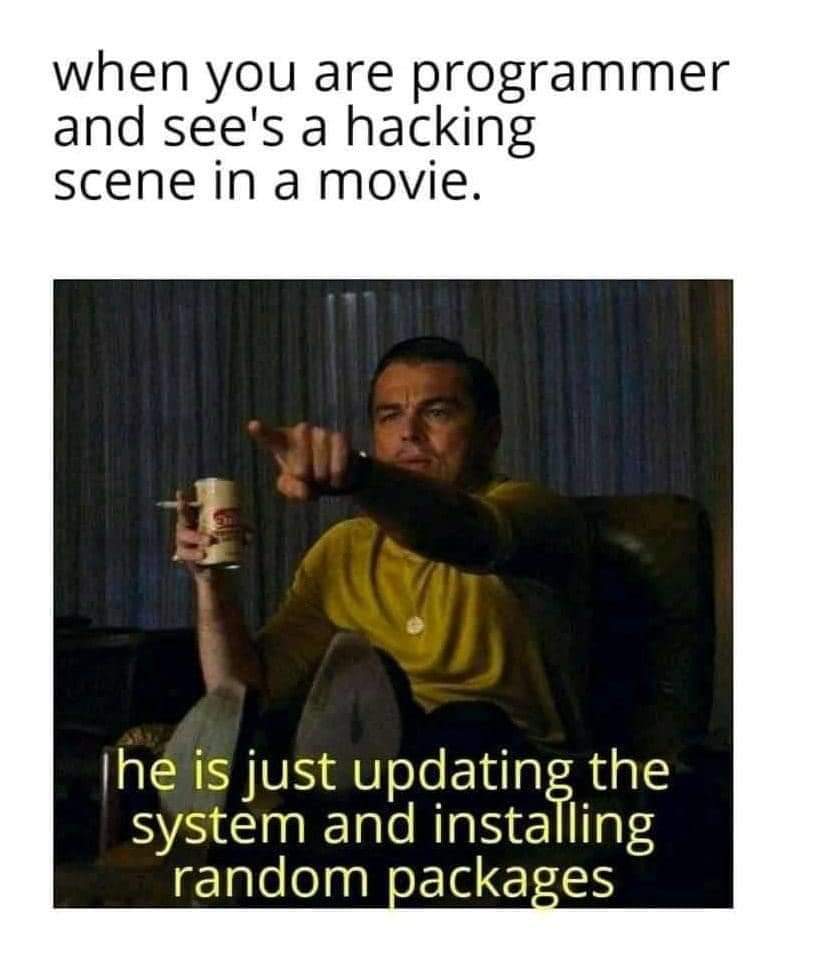 when you are programmer
and see's a hacking
scene in a movie.
he is just updating the
system and installing
random packages